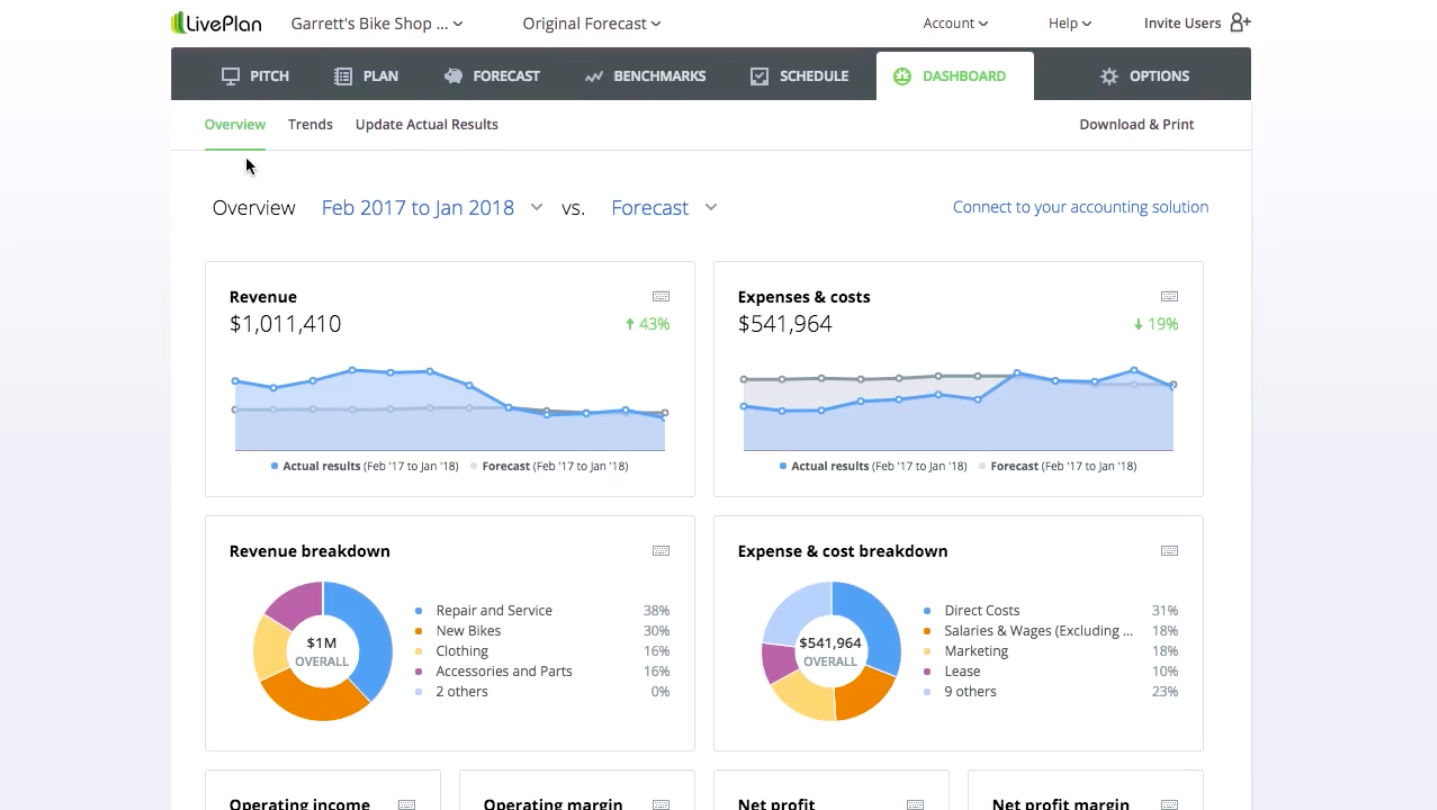 LivePlan Garrett's Bike Shop ... Original Forecast Account Help Invite Users
PITCH PLAN FORECAST BENCHMARKS SCHEDULE DASHBOARD OPTIONS
Overview Trends Update Actual Results Download & Print
Overview Feb 2017 to Jan 2018 vs. Forecast Connect to your accounting solution
Revenue
$1,011,410 43%
Actual results (Feb '17 to Jan '18) Forecast (Feb '17 to Jan '18)
Expenses & costs
$541,964 19%
Actual results (Feb '17 to Jan '18) Forecast (Feb '17 to Jan '18)
Revenue breakdown
$1M
OVERALL
Repair and Service 38%
New Bikes 30%
Clothing 16%
Accessories and Parts 16%
2 others 0%
Expense & cost breakdown
$541,964
OVERALL
Direct Costs 31%
Salaries & Wages (Excluding ... 18%
Marketing 18%
Lease 10%
9 others 23%
Operating income Operating margin Net profit Net profit margin